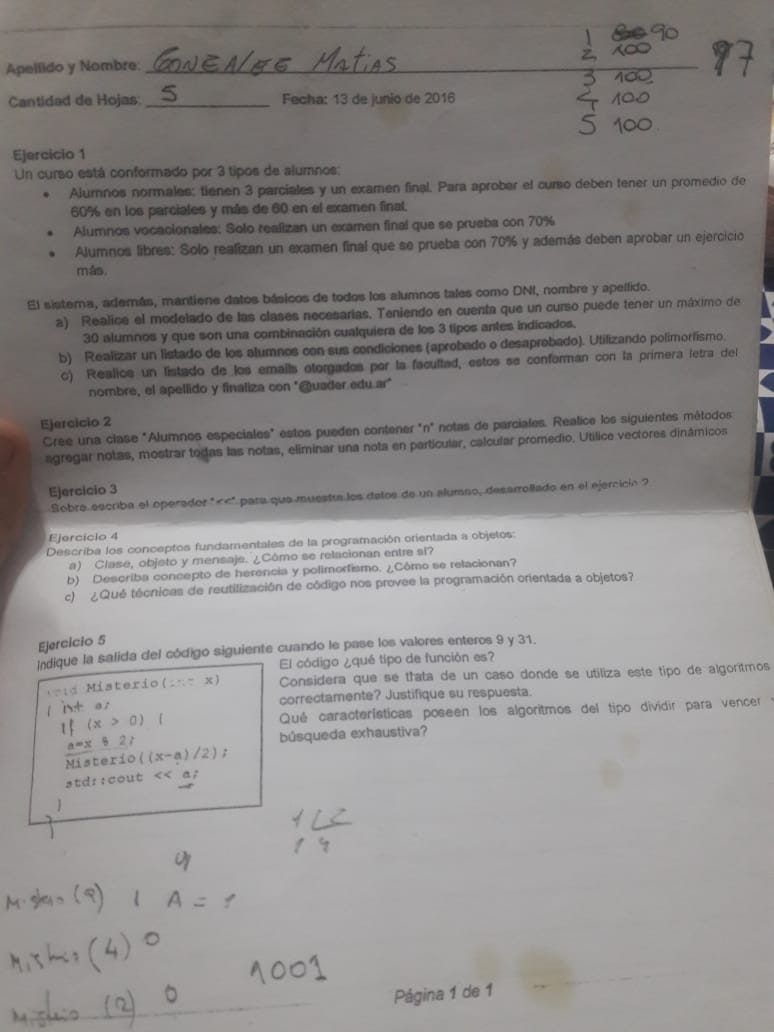 Apellido y Nombre: GONZALEZ MATIAS
1 90
2 100
3 100
4 100
5 100
97
Cantidad de Hojas: 5 Fecha: 13 de junio de 2016
Ejercicio 1
Un curso está conformado por 3 tipos de alumnos:
• Alumnos normales: tienen 3 parciales y un examen final. Para aprobar el curso deben tener un promedio de
60% en los parciales y más de 60 en el examen final.
• Alumnos vocacionales: Solo realizan un examen final que se prueba con 70%
• Alumnos libres: Solo realizan un examen final que se prueba con 70% y además deben aprobar un ejercicio
más.
El sistema, además, mantiene datos básicos de todos los alumnos tales como DNI, nombre y apellido.
a) Realice el modelado de las clases necesarias. Teniendo en cuenta que un curso puede tener un máximo de
30 alumnos y que son una combinación cualquiera de los 3 tipos antes indicados.
b) Realizar un listado de los alumnos con sus condiciones (aprobado o desaprobado). Utilizando polimorfismo.
c) Realice un listado de los emails otorgados por la facultad, estos se conforman con la primera letra del
nombre, el apellido y finaliza con "@uader.edu.ar"
Ejercicio 2
Cree una clase "Alumnos especiales" estos pueden contener "n" notas de parciales. Realice los siguientes métodos:
agregar notas, mostrar todas las notas, eliminar una nota en particular, calcular promedio. Utilice vectores dinámicos
Ejercicio 3
Sobre escriba el operador "<<" para que muestre los datos de un alumno, desarrollado en el ejercicio 2
Ejercicio 4
Describa los conceptos fundamentales de la programación orientada a objetos:
a) Clase, objeto y mensaje. ¿Cómo se relacionan entre sí?
b) Describa concepto de herencia y polimorfismo. ¿Cómo se relacionan?
c) ¿Qué técnicas de reutilización de código nos provee la programación orientada a objetos?
Ejercicio 5
Indique la salida del código siguiente cuando le pase los valores enteros 9 y 31.
void Misterio(int x)
{ int a;
if (x > 0) {
a=x % 2;
Misterio((x-a)/2);
std::cout << a;
}
}
El código ¿qué tipo de función es?
Considera que se trata de un caso donde se utiliza este tipo de algoritmos
correctamente? Justifique su respuesta.
Qué características poseen los algoritmos del tipo dividir para vencer
búsqueda exhaustiva?
9
Misterio (9) 1 A = 1
Misterio (4) 0
Misterio (2) 0
1001
Página 1 de 1